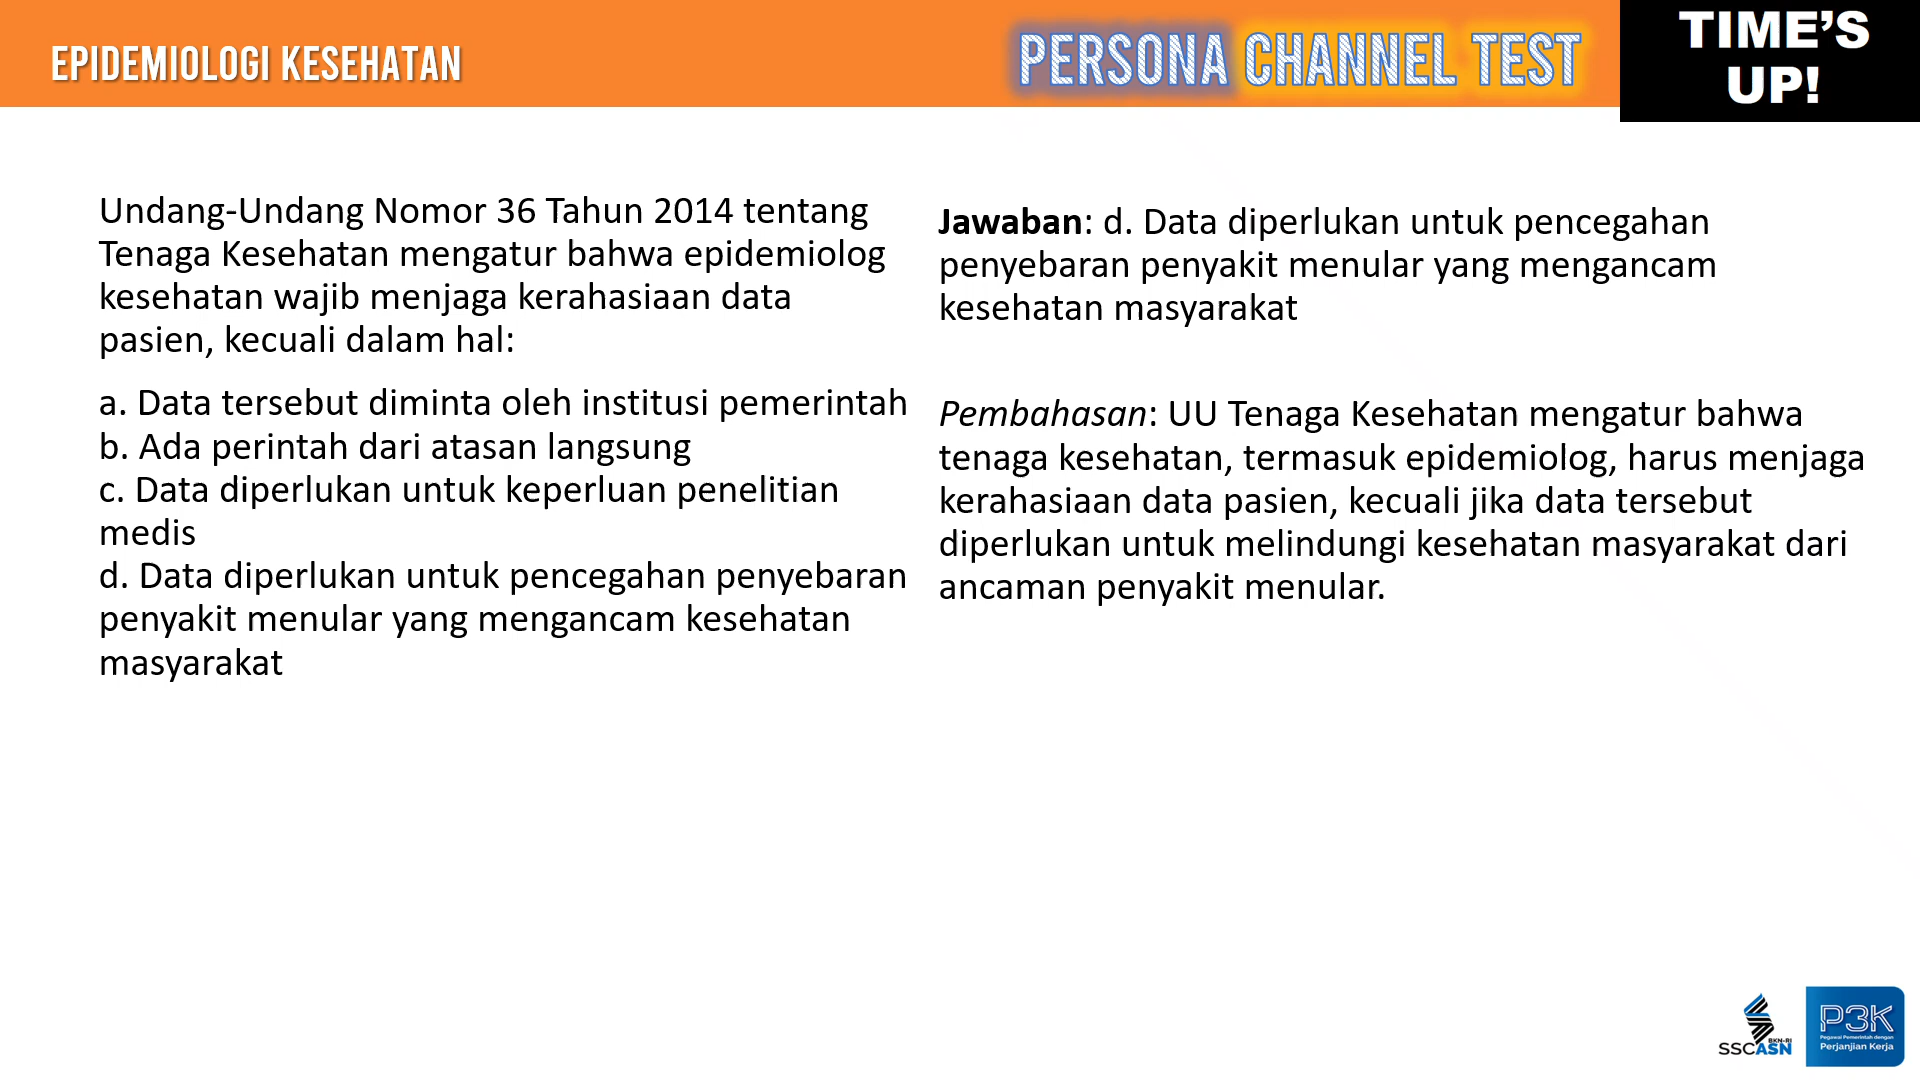 EPIDEMIOLOGI KESEHATAN
PERSONA CHANNEL TEST
TIME'S
UP!
Undang-Undang Nomor 36 Tahun 2014 tentang
Tenaga Kesehatan mengatur bahwa epidemiolog
kesehatan wajib menjaga kerahasiaan data
pasien, kecuali dalam hal:
a. Data tersebut diminta oleh institusi pemerintah
b. Ada perintah dari atasan langsung
c. Data diperlukan untuk keperluan penelitian
medis
d. Data diperlukan untuk pencegahan penyebaran
penyakit menular yang mengancam kesehatan
masyarakat
Jawaban: d. Data diperlukan untuk pencegahan
penyebaran penyakit menular yang mengancam
kesehatan masyarakat
Pembahasan: UU Tenaga Kesehatan mengatur bahwa
tenaga kesehatan, termasuk epidemiolog, harus menjaga
kerahasiaan data pasien, kecuali jika data tersebut
diperlukan untuk melindungi kesehatan masyarakat dari
ancaman penyakit menular.
BKN-RI
SSCASN
P3K
Pegawai Pemerintah dengan
Perjanjian Kerja